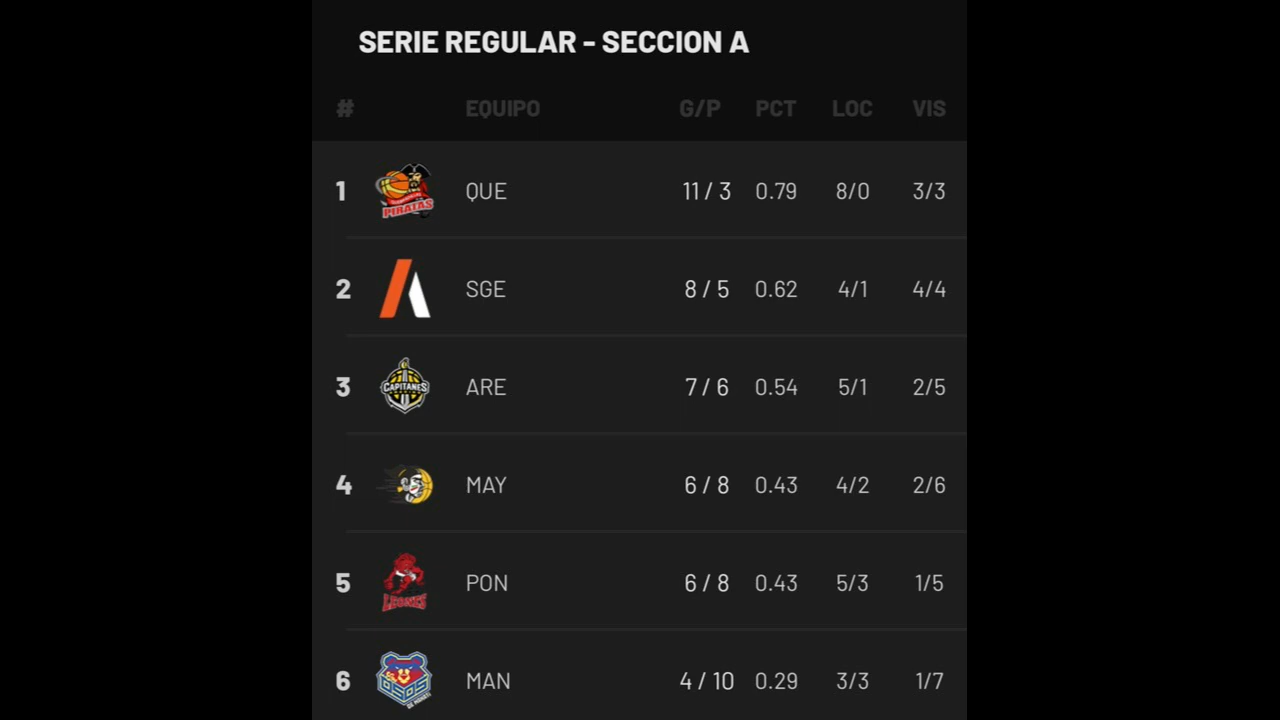 SERIE REGULAR - SECCION A
# EQUIPO G/P PCT LOC VIS
1 PIRATAS QUE 11 / 3 0.79 8/0 3/3
2 SGE 8 / 5 0.62 4/1 4/4
3 CAPITANES ARE 7 / 6 0.54 5/1 2/5
4 MAY 6 / 8 0.43 4/2 2/6
5 LEONES PON 6 / 8 0.43 5/3 1/5
6 OSOS MAN 4 / 10 0.29 3/3 1/7